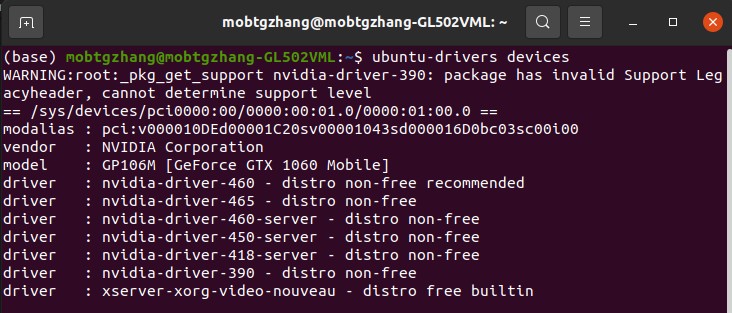 mobtgzhang@mobtgzhang-GL502VML: ~
(base) mobtgzhang@mobtgzhang-GL502VML:~$ ubuntu-drivers devices
WARNING:root:_pkg_get_support nvidia-driver-390: package has invalid Support Leg
acyheader, cannot determine support level
== /sys/devices/pci0000:00/0000:00:01.0/0000:01:00.0 ==
modalias : pci:v000010DEd00001C20sv00001043sd000016D0bc03sc00i00
vendor   : NVIDIA Corporation
model    : GP106M [GeForce GTX 1060 Mobile]
driver   : nvidia-driver-460 - distro non-free recommended
driver   : nvidia-driver-465 - distro non-free
driver   : nvidia-driver-460-server - distro non-free
driver   : nvidia-driver-450-server - distro non-free
driver   : nvidia-driver-418-server - distro non-free
driver   : nvidia-driver-390 - distro non-free
driver   : xserver-xorg-video-nouveau - distro free builtin